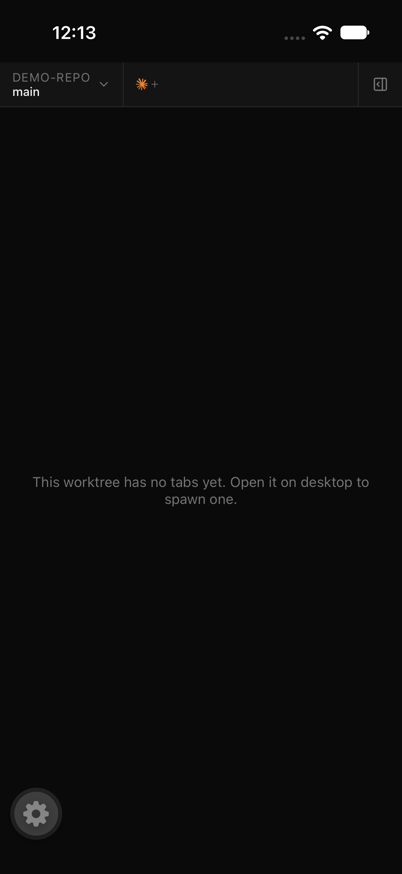 12:13
DEMO-REPO
main
This worktree has no tabs yet. Open it on desktop to
spawn one.